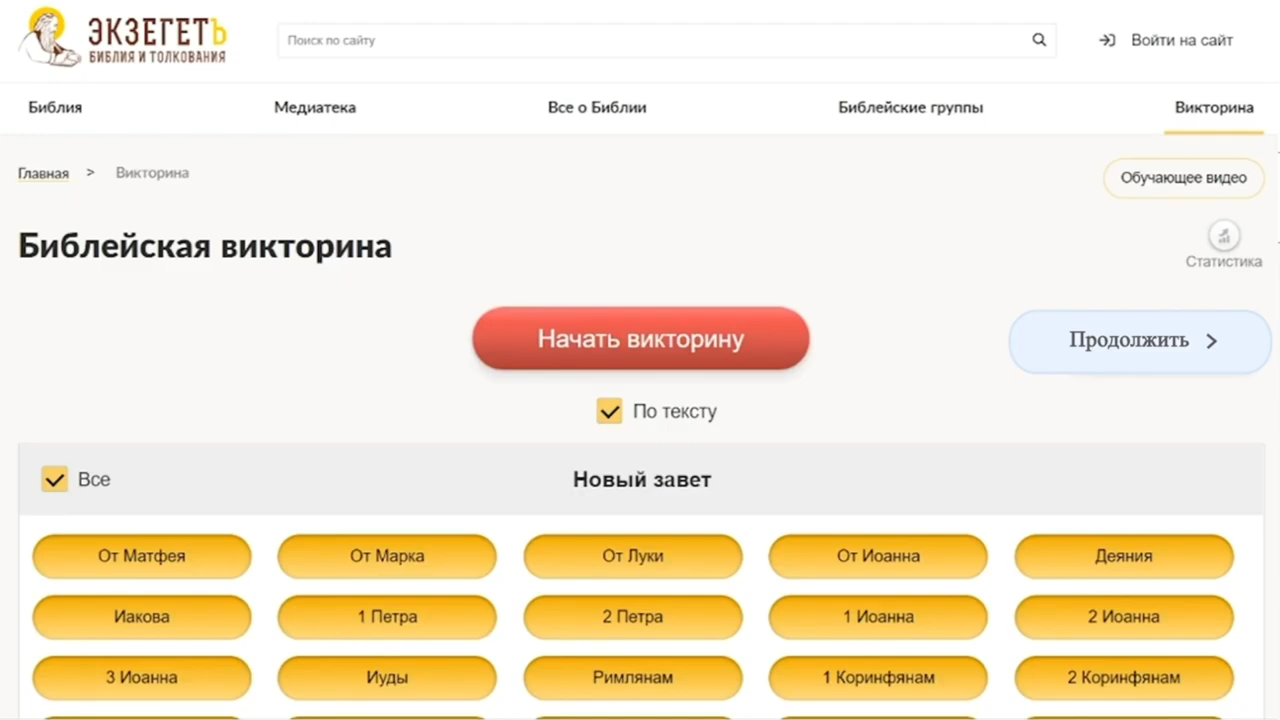 ЭКЗЕГЕТЪ
БИБЛИЯ И ТОЛКОВАНИЯ
Поиск по сайту
Войти на сайт
Библия
Медиатека
Все о Библии
Библейские группы
Викторина
Главная > Викторина
Обучающее видео
Библейская викторина
Статистика
Начать викторину
Продолжить >
По тексту
Все
Новый завет
От Матфея
От Марка
От Луки
От Иоанна
Деяния
Иакова
1 Петра
2 Петра
1 Иоанна
2 Иоанна
3 Иоанна
Иуды
Римлянам
1 Коринфянам
2 Коринфянам